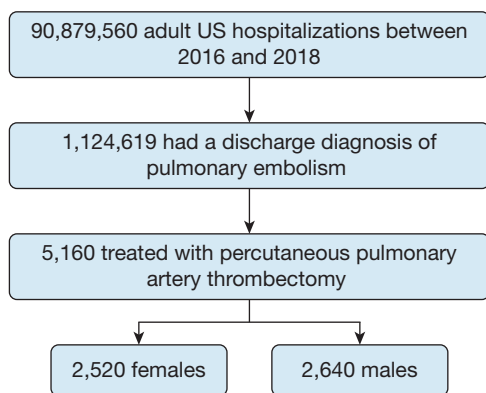 90,879,560 adult US hospitalizations between
2016 and 2018
1,124,619 had a discharge diagnosis of
pulmonary embolism
5,160 treated with percutaneous pulmonary
artery thrombectomy
2,520 females
2,640 males